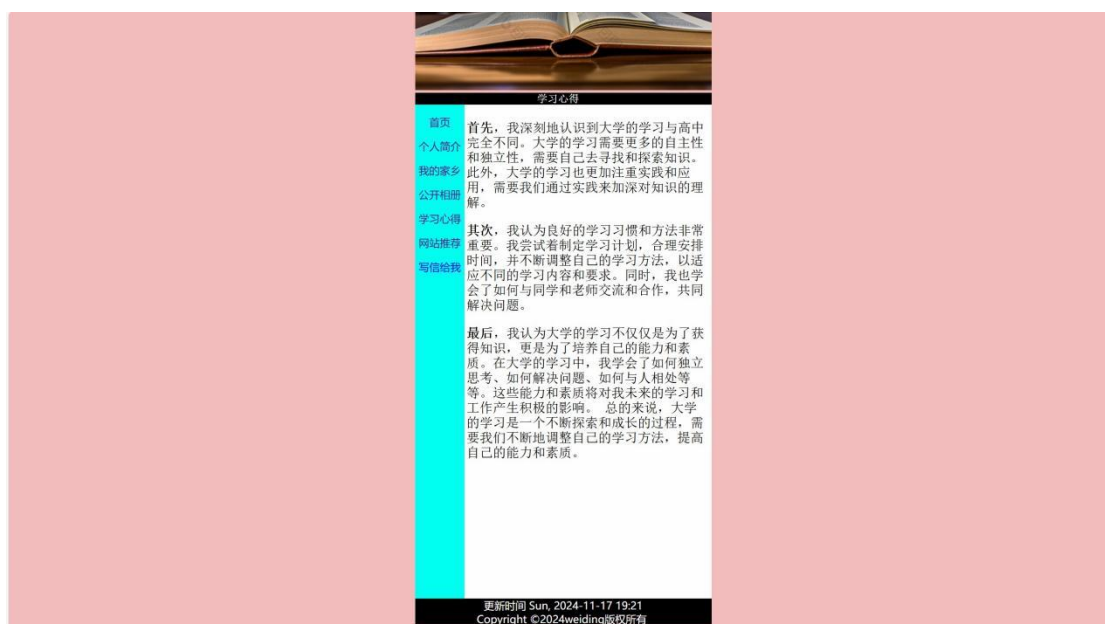 学习心得
首页
个人简介
我的家乡
公开相册
学习心得
网站推荐
写信给我
首先，我深刻地认识到大学的学习与高中
完全不同。大学的学习需要更多的自主性
和独立性，需要自己去寻找和探索知识。
此外，大学的学习也更加注重实践和应
用，需要我们通过实践来加深对知识的理
解。
其次，我认为良好的学习习惯和方法非常
重要。我尝试着制定学习计划，合理安排
时间，并不断调整自己的学习方法，以适
应不同的学习内容和要求。同时，我也学
会了如何与同学和老师交流和合作，共同
解决问题。
最后，我认为大学的学习不仅仅是为了获
得知识，更是为了培养自己的能力和素
质。在大学的学习中，我学会了如何独立
思考、如何解决问题、如何与人相处等
等。这些能力和素质将对我未来的学习和
工作产生积极的影响。 总的来说，大学
的学习是一个不断探索和成长的过程，需
要我们不断地调整自己的学习方法，提高
自己的能力和素质。
更新时间 Sun, 2024-11-17 19:21
Copyright ©2024weiding版权所有